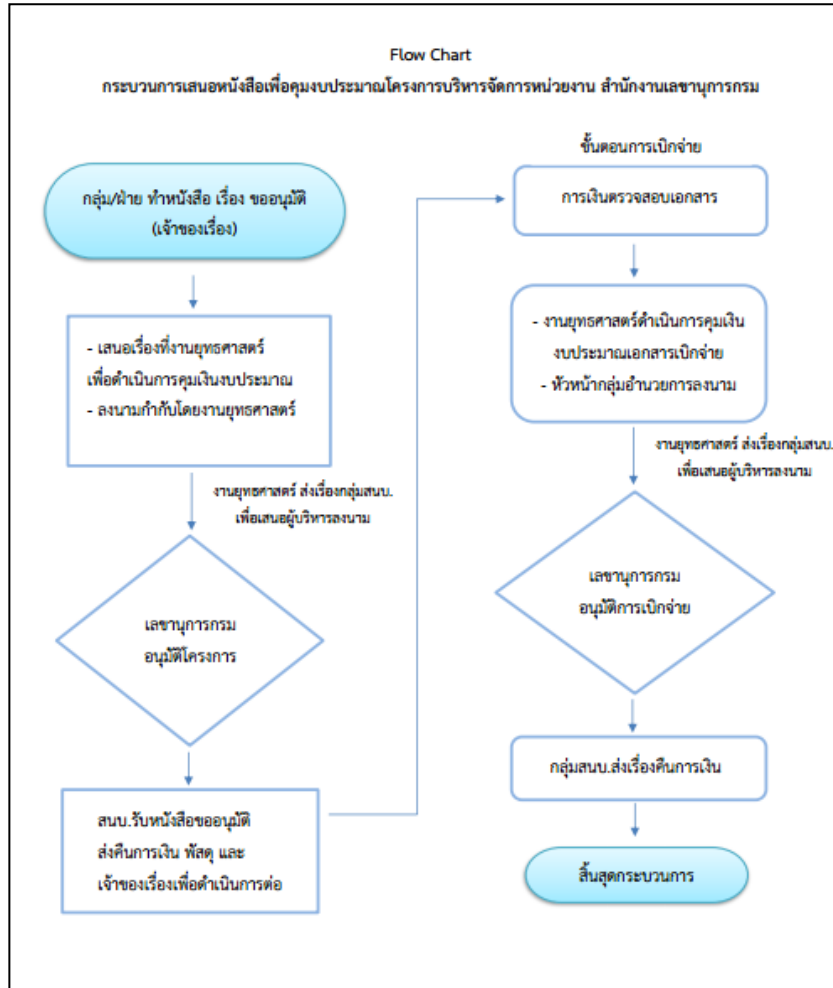 Flow Chart
กระบวนการเสนอหนังสือเพื่อคุมงบประมาณโครงการบริหารจัดการหน่วยงาน สำนักงานเลขานุการกรม
กลุ่ม/ฝ่าย ทำหนังสือ เรื่อง ขออนุมัติ
(เจ้าของเรื่อง)
- เสนอเรื่องที่งานยุทธศาสตร์
เพื่อดำเนินการคุมเงินงบประมาณ
- ลงนามกำกับโดยงานยุทธศาสตร์
งานยุทธศาสตร์ ส่งเรื่องกลุ่มสนบ.
เพื่อเสนอผู้บริหารลงนาม
เลขานุการกรม
อนุมัติโครงการ
สนบ.รับหนังสือขออนุมัติ
ส่งคืนการเงิน พัสดุ และ
เจ้าของเรื่องเพื่อดำเนินการต่อ
ขั้นตอนการเบิกจ่าย
การเงินตรวจสอบเอกสาร
- งานยุทธศาสตร์ดำเนินการคุมเงิน
งบประมาณเอกสารเบิกจ่าย
- หัวหน้ากลุ่มอำนวยการลงนาม
งานยุทธศาสตร์ ส่งเรื่องกลุ่มสนบ.
เพื่อเสนอผู้บริหารลงนาม
เลขานุการกรม
อนุมัติการเบิกจ่าย
กลุ่มสนบ.ส่งเรื่องคืนการเงิน
สิ้นสุดกระบวนการ